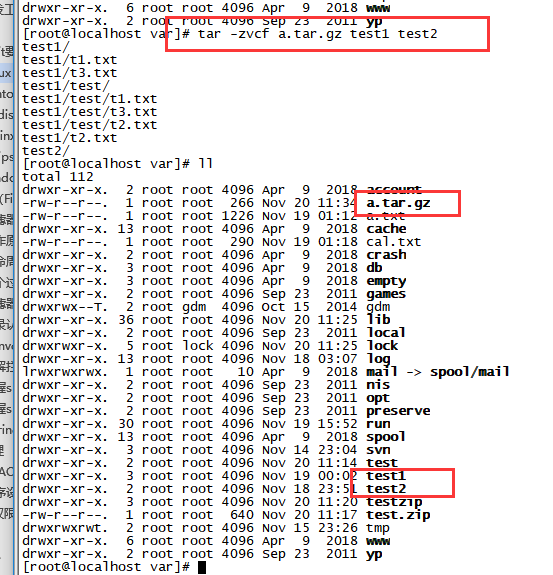 drwxr-xr-x. 6 root root 4096 Apr 9 2018 www
drwxr-xr-x. 2 root root 4096 Sep 23 2011 yp
[root@localhost var]# tar -zvcf a.tar.gz test1 test2
test1/
test1/t1.txt
test1/t3.txt
test1/test/
test1/test/t1.txt
test1/test/t3.txt
test1/test/t2.txt
test1/t2.txt
test2/
[root@localhost var]# ll
total 112
drwxr-xr-x. 2 root root 4096 Apr 9 2018 account
-rw-r--r--. 1 root root 266 Nov 20 11:34 a.tar.gz
-rw-r--r--. 1 root root 1226 Nov 19 01:12 a.txt
drwxr-xr-x. 13 root root 4096 Apr 9 2018 cache
-rw-r--r--. 1 root root 290 Nov 19 01:18 cal.txt
drwxr-xr-x. 2 root root 4096 Apr 9 2018 crash
drwxr-xr-x. 3 root root 4096 Apr 9 2018 db
drwxr-xr-x. 3 root root 4096 Apr 9 2018 empty
drwxr-xr-x. 2 root root 4096 Sep 23 2011 games
drwxrwx--T. 2 root gdm 4096 Oct 15 2014 gdm
drwxr-xr-x. 36 root root 4096 Nov 20 11:25 lib
drwxr-xr-x. 2 root root 4096 Sep 23 2011 local
drwxrwxr-x. 5 root lock 4096 Nov 20 11:25 lock
drwxr-xr-x. 13 root root 4096 Nov 18 03:07 log
lrwxrwxrwx. 1 root root 10 Apr 9 2018 mail -> spool/mail
drwxr-xr-x. 2 root root 4096 Sep 23 2011 nis
drwxr-xr-x. 2 root root 4096 Sep 23 2011 opt
drwxr-xr-x. 2 root root 4096 Sep 23 2011 preserve
drwxr-xr-x. 30 root root 4096 Nov 19 15:52 run
drwxr-xr-x. 13 root root 4096 Apr 9 2018 spool
drwxr-xr-x. 3 root root 4096 Nov 14 23:04 svn
drwxr-xr-x. 2 root root 4096 Nov 20 11:14 test
drwxr-xr-x. 3 root root 4096 Nov 19 00:02 test1
drwxr-xr-x. 2 root root 4096 Nov 18 23:51 test2
drwxr-xr-x. 3 root root 4096 Nov 20 11:20 testzip
-rw-r--r--. 1 root root 640 Nov 20 11:17 test.zip
drwxrwxrwt. 2 root root 4096 Nov 15 23:26 tmp
drwxr-xr-x. 6 root root 4096 Apr 9 2018 www
drwxr-xr-x. 2 root root 4096 Sep 23 2011 yp
[root@localhost var]#